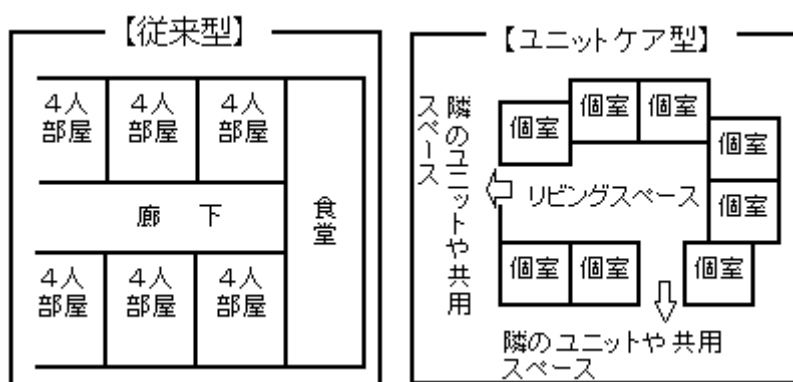 【従来型】
４人
部屋
４人
部屋
４人
部屋
廊　下
食堂
４人
部屋
４人
部屋
４人
部屋
【ユニットケア型】
隣のユニットや共用
スペース
個室
個室
個室
個室
リビングスペース
個室
個室
個室
個室
隣のユニットや共用
スペース